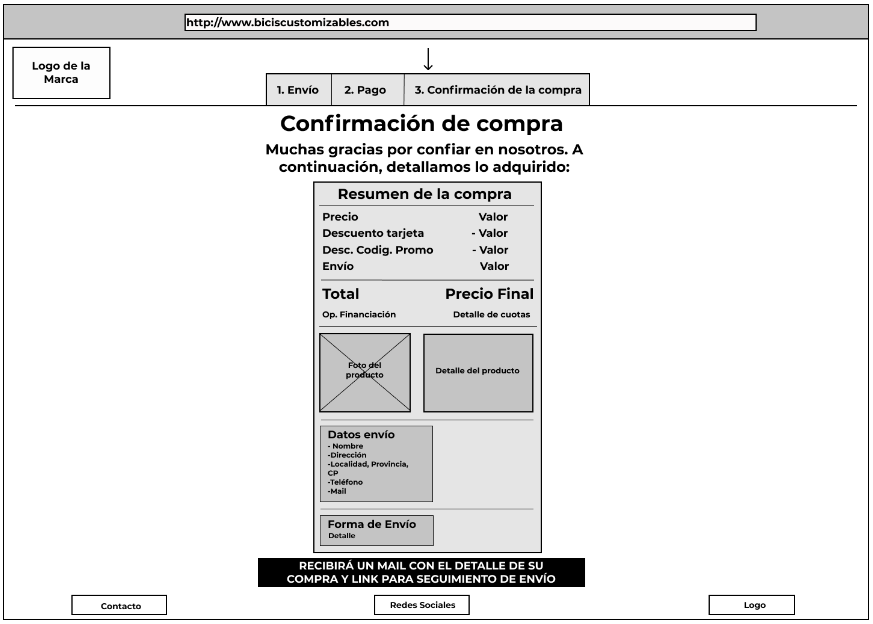 http://www.biciscustomizables.com
Logo de la
Marca
1. Envío
2. Pago
3. Confirmación de la compra
Confirmación de compra
Muchas gracias por confiar en nosotros. A
continuación, detallamos lo adquirido:
Resumen de la compra
Precio Valor
Descuento tarjeta - Valor
Desc. Codig. Promo - Valor
Envío Valor
Total Precio Final
Op. Financiación Detalle de cuotas
Foto del
producto
Detalle del producto
Datos envío
- Nombre
-Dirección
-Localidad, Provincia,
CP
-Teléfono
-Mail
Forma de Envío
Detalle
RECIBIRÁ UN MAIL CON EL DETALLE DE SU
COMPRA Y LINK PARA SEGUIMIENTO DE ENVÍO
Contacto
Redes Sociales
Logo